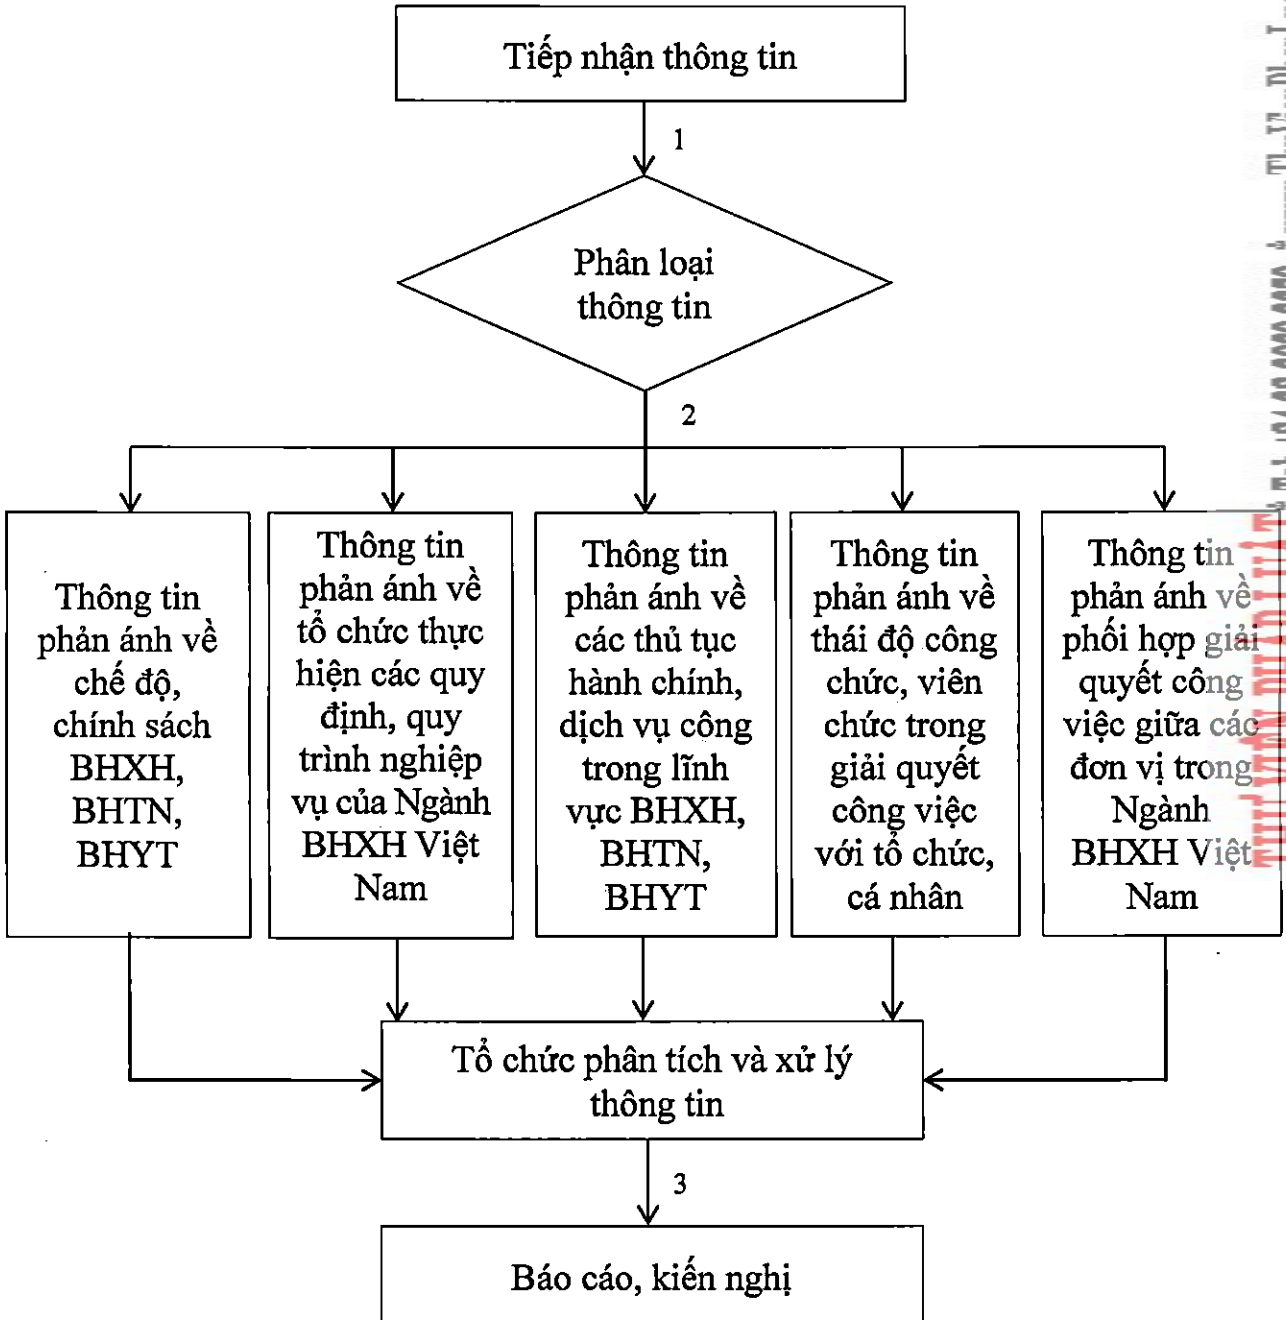 Tiếp nhận thông tin
1
Phân loại
thông tin
2
Thông tin
phản ánh về
chế độ,
chính sách
BHXH,
BHTN,
BHYT
Thông tin
phản ánh về
tổ chức thực
hiện các quy
định, quy
trình nghiệp
vụ của Ngành
BHXH Việt
Nam
Thông tin
phản ánh về
các thủ tục
hành chính,
dịch vụ công
trong lĩnh
vực BHXH,
BHTN,
BHYT
Thông tin
phản ánh về
thái độ công
chức, viên
chức trong
giải quyết
công việc
với tổ chức,
cá nhân
Thông tin
phản ánh về
phối hợp giải
quyết công
việc giữa các
đơn vị trong
Ngành
BHXH Việt
Nam
Tổ chức phân tích và xử lý
thông tin
3
Báo cáo, kiến nghị